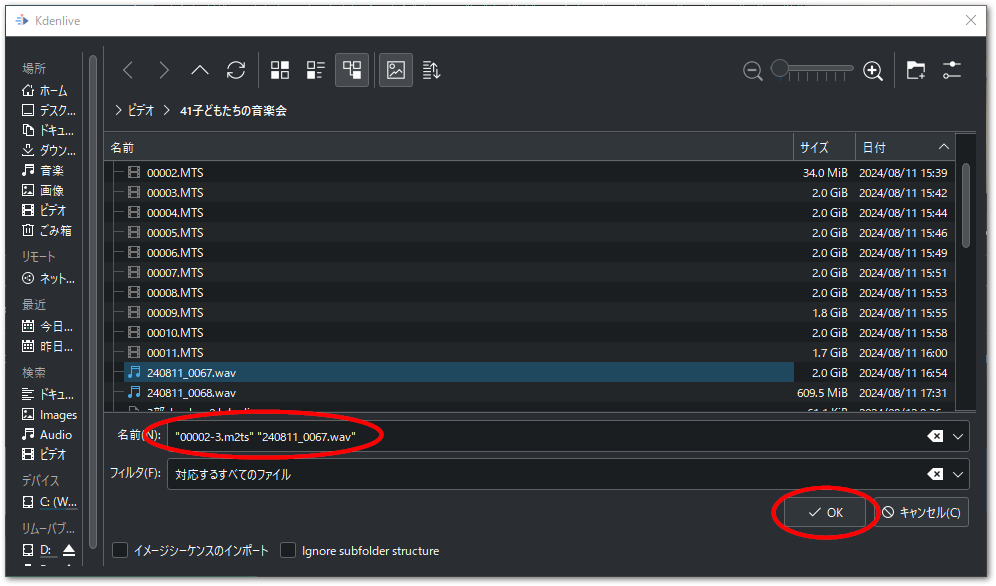 Kdenlive
場所
ホーム
デスク...
ドキュ...
ダウン...
音楽
画像
ビデオ
ごみ箱
リモート
ネット...
最近
今日...
昨日...
検索
ドキュ...
Images
Audio
ビデオ
デバイス
C: (W...
リムーバブ...
D:
ビデオ 41子どもたちの音楽会
名前 サイズ 日付
00002.MTS 34.0 MiB 2024/08/11 15:39
00003.MTS 2.0 GiB 2024/08/11 15:42
00004.MTS 2.0 GiB 2024/08/11 15:44
00005.MTS 2.0 GiB 2024/08/11 15:46
00006.MTS 2.0 GiB 2024/08/11 15:49
00007.MTS 2.0 GiB 2024/08/11 15:51
00008.MTS 2.0 GiB 2024/08/11 15:53
00009.MTS 1.8 GiB 2024/08/11 15:55
00010.MTS 2.0 GiB 2024/08/11 15:58
00011.MTS 1.7 GiB 2024/08/11 16:00
240811_0067.wav 2.0 GiB 2024/08/11 16:54
240811_0068.wav 609.5 MiB 2024/08/11 17:31
名前(N): "00002-3.m2ts" "240811_0067.wav"
フィルタ(F): 対応するすべてのファイル
OK キャンセル(C)
イメージシーケンスのインポート Ignore subfolder structure